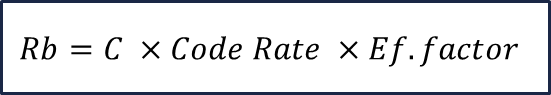 Rb = C × Code Rate × Ef.factor